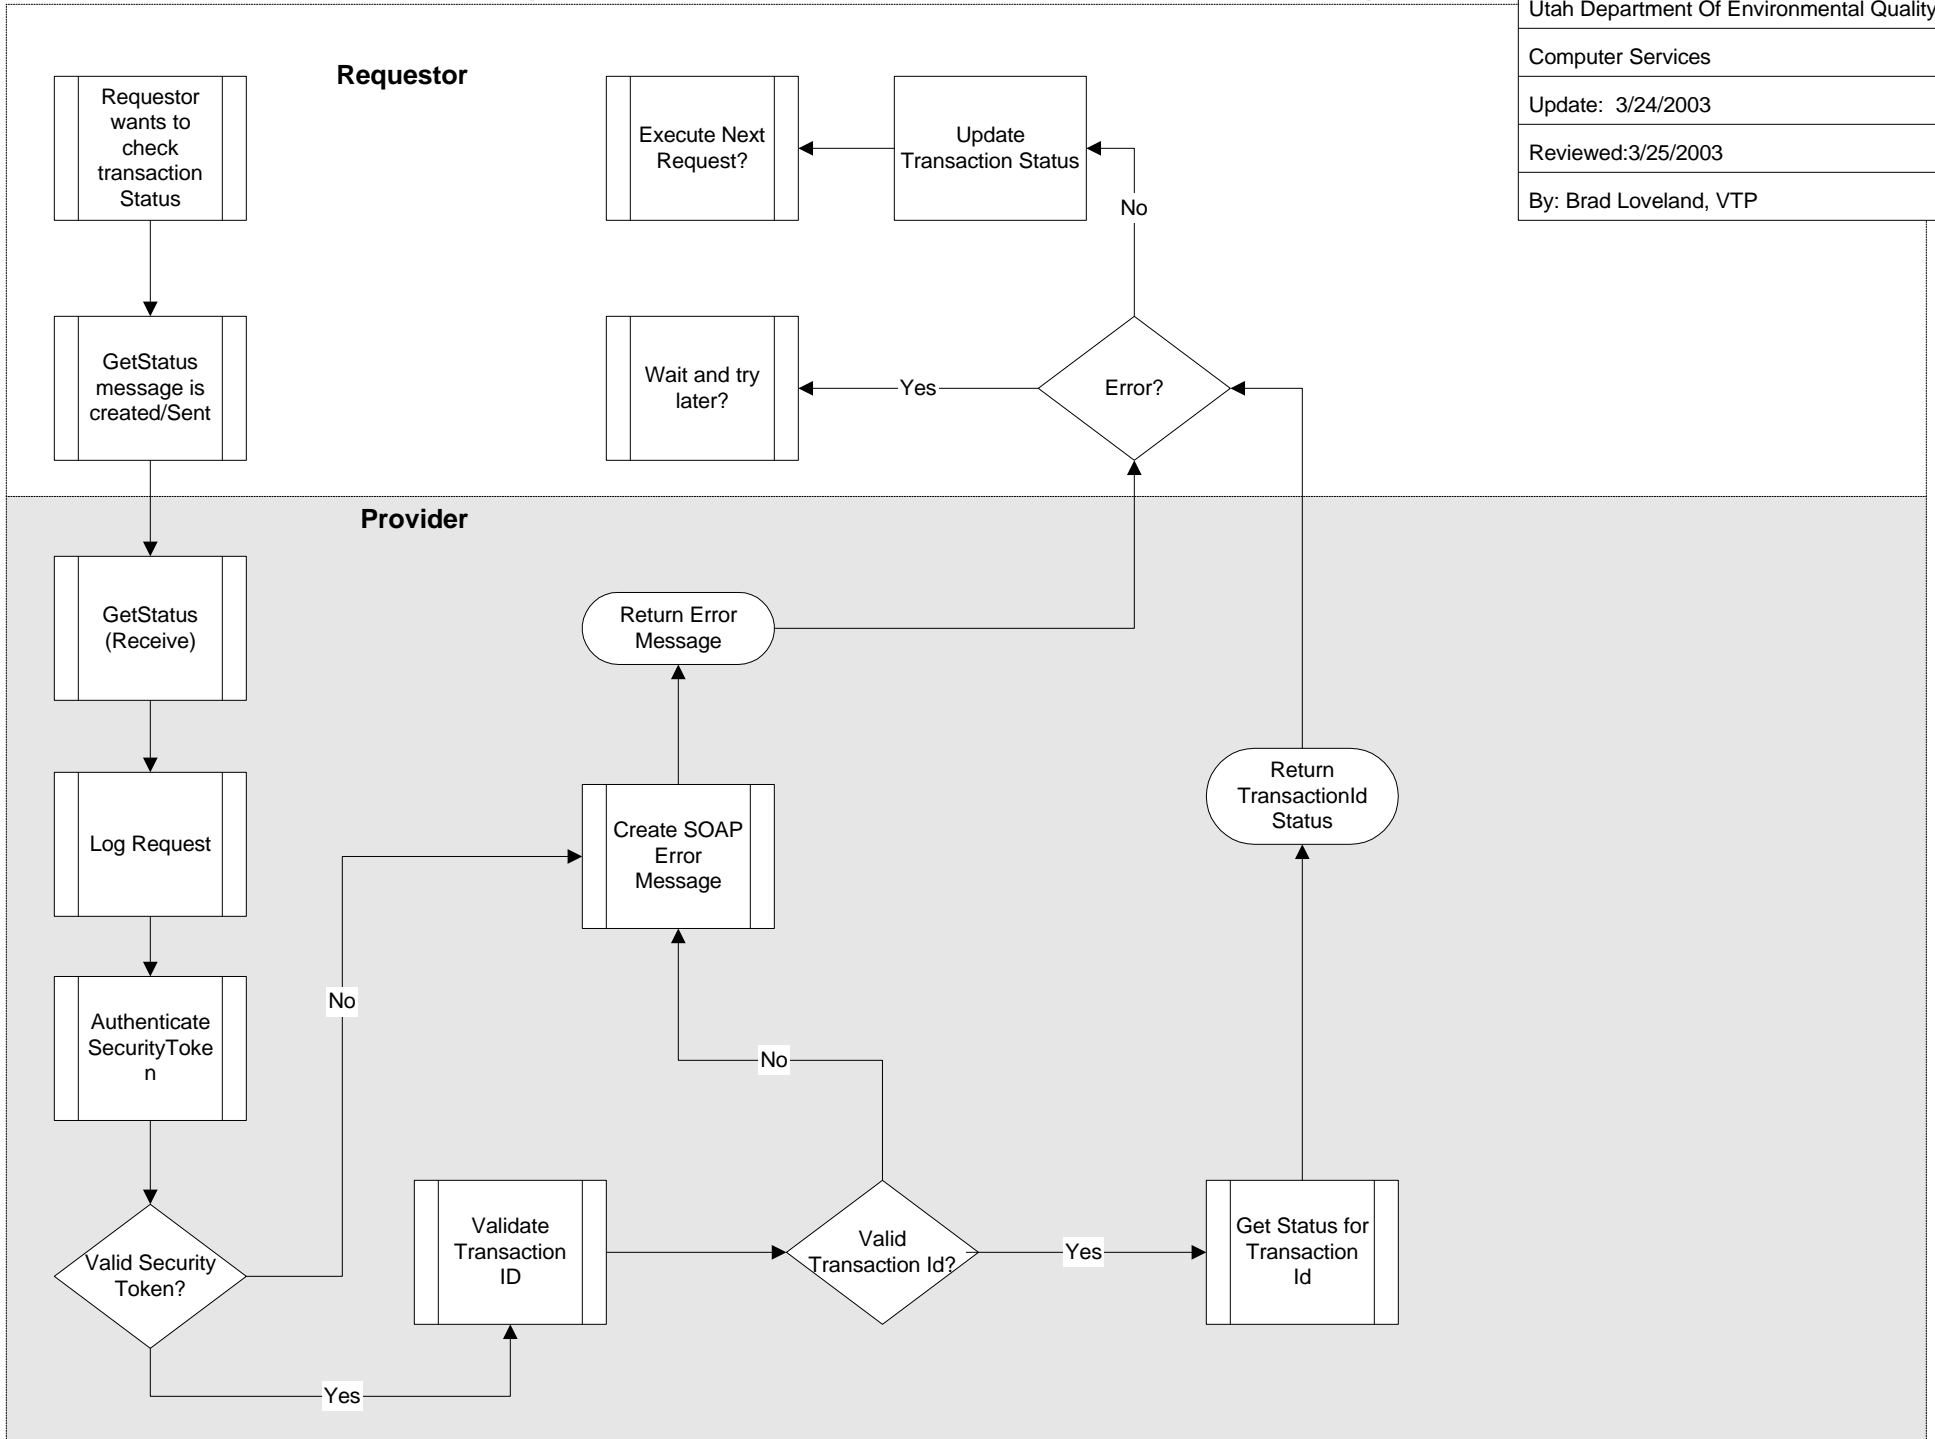 Utah Department Of Environmental Quality
Computer Services
Update: 3/24/2003
Reviewed:3/25/2003
By: Brad Loveland, VTP
Requestor
Requestor
wants to
check
transaction
Status
Execute Next
Request?
Update
Transaction Status
No
GetStatus
message is
created/Sent
Wait and try
later?
Yes
Error?
Provider
GetStatus
(Receive)
Return Error
Message
Return
TransactionId
Status
Log Request
Create SOAP
Error
Message
No
Authenticate
SecurityToke
n
No
Valid Security
Token?
Validate
Transaction
ID
Valid
Transaction Id?
Yes
Get Status for
Transaction
Id
Yes